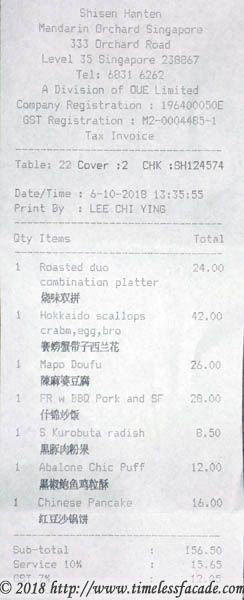 Shisen Hanten
Mandarin Orchard Singapore
333 Orchard Road
Level 35 Singapore 238867
Tel: 6831 6262
A Division of OUE Limited
Company Registration : 196400050E
GST Registration : M2-0004485-1
Tax Invoice
Table: 22 Cover :2 CHK :SH124574
Date/Time : 6-10-2018 13:35:55
Print By : LEE CHI YING
Qty Items Total
1 Roasted duo 24.00
combination platter
烧味双拼
1 Hokkaido scallops 42.00
crabm,egg,bro
赛螃蟹带子西兰花
1 Mapo Doufu 26.00
陳麻婆豆腐
1 FR w BBQ Pork and SF 28.00
什锦炒饭
1 S Kurobuta radish 8.50
黑豚肉粉果
1 Abalone Chic Puff 12.00
黑椒鲍鱼鸡粒酥
1 Chinese Pancake 16.00
红豆沙锅饼
Sub-total : 156.50
Service 10% : 15.65
GST 7% : 12.05
© 2018 http://www.timelessfacade.com